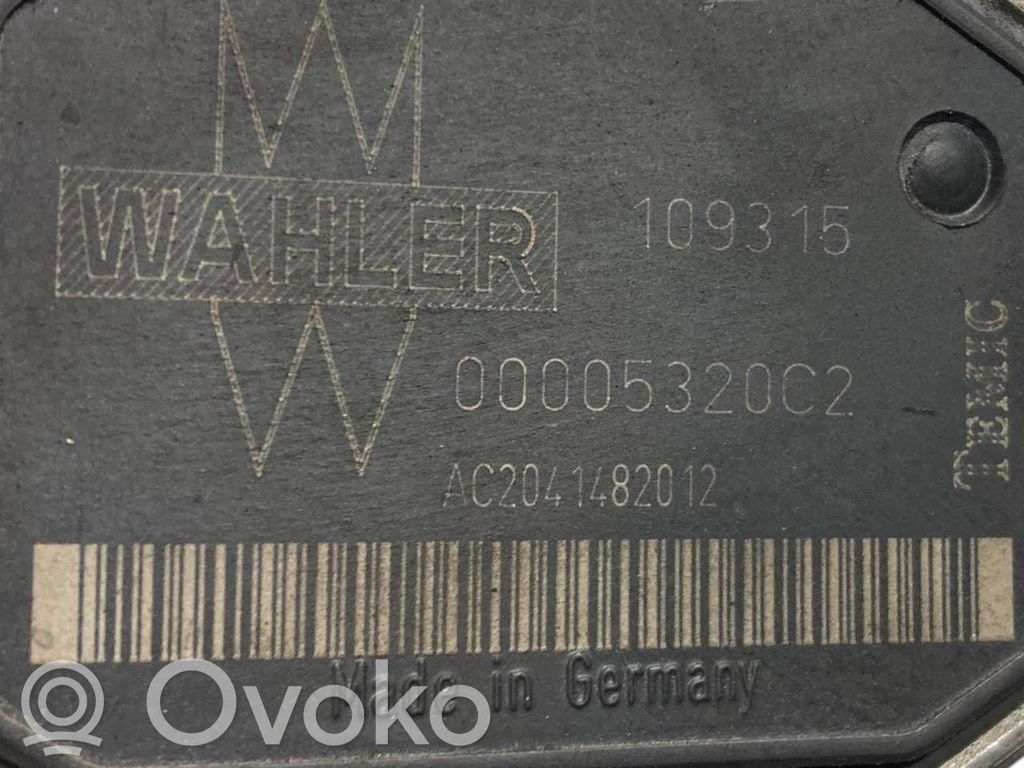 WAHLER
109315
00005320C2
TEMIC
AC2041482012
Made in Germany
Ovoko